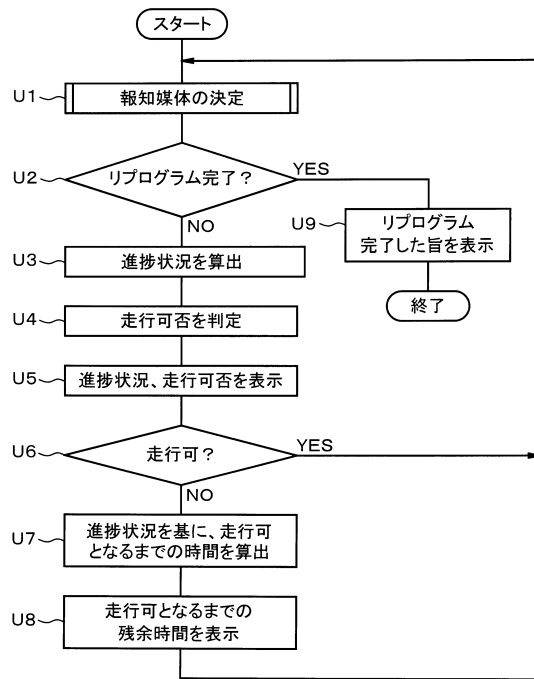 スタート
U1
報知媒体の決定
U2
リプログラム完了?
YES
NO
U9
リプログラム
完了した旨を表示
終了
U3
進捗状況を算出
U4
走行可否を判定
U5
進捗状況、走行可否を表示
U6
走行可?
YES
NO
U7
進捗状況を基に、走行可
となるまでの時間を算出
U8
走行可となるまでの
残余時間を表示